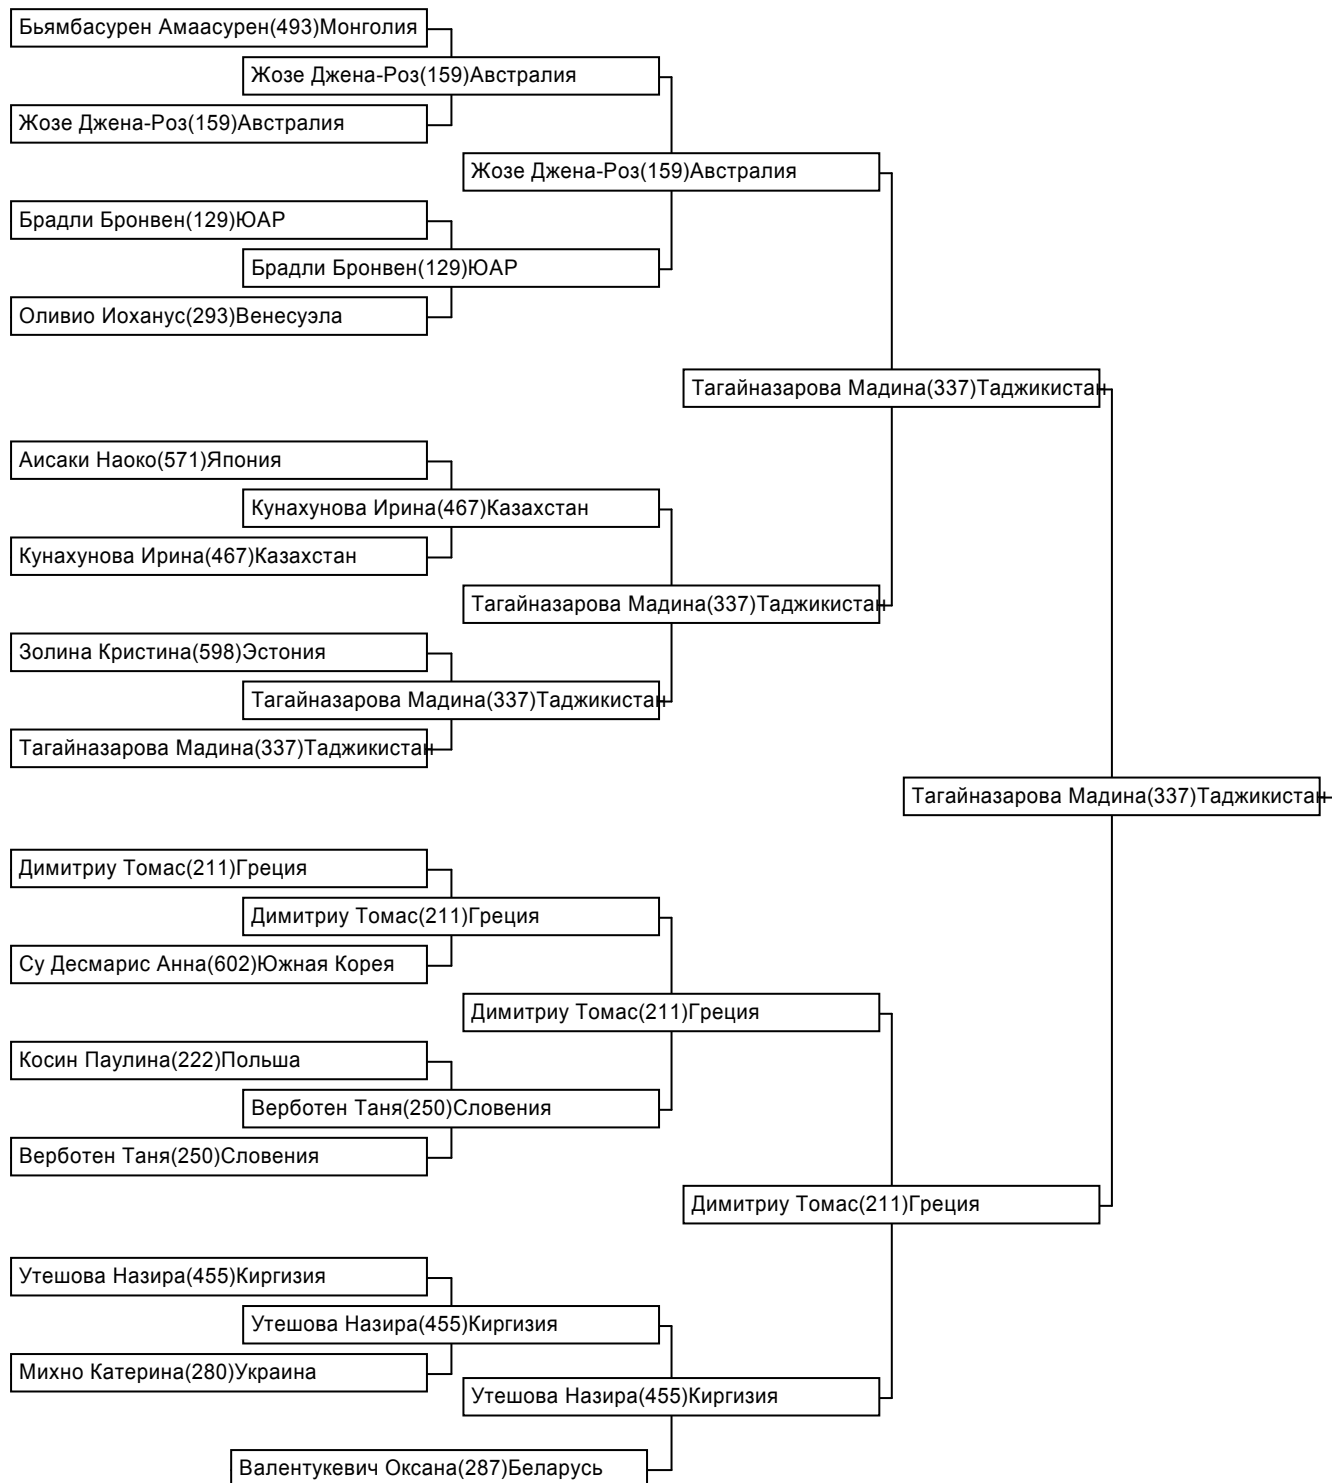 Бьямбасурен Амаасурен(493)Монголия
Жозе Джена-Роз(159)Австралия
Жозе Джена-Роз(159)Австралия
Жозе Джена-Роз(159)Австралия
Брадли Бронвен(129)ЮАР
Брадли Бронвен(129)ЮАР
Оливио Иоханус(293)Венесуэла
Тагайназарова Мадина(337)Таджикистан
Аисаки Наоко(571)Япония
Кунахунова Ирина(467)Казахстан
Кунахунова Ирина(467)Казахстан
Тагайназарова Мадина(337)Таджикистан
Золина Кристина(598)Эстония
Тагайназарова Мадина(337)Таджикистан
Тагайназарова Мадина(337)Таджикистан
Тагайназарова Мадина(337)Таджикистан
Димитриу Томас(211)Греция
Димитриу Томас(211)Греция
Су Десмарис Анна(602)Южная Корея
Димитриу Томас(211)Греция
Косин Паулина(222)Польша
Верботен Таня(250)Словения
Верботен Таня(250)Словения
Димитриу Томас(211)Греция
Утешова Назира(455)Киргизия
Утешова Назира(455)Киргизия
Михно Катерина(280)Украина
Утешова Назира(455)Киргизия
Валентукевич Оксана(287)Беларусь